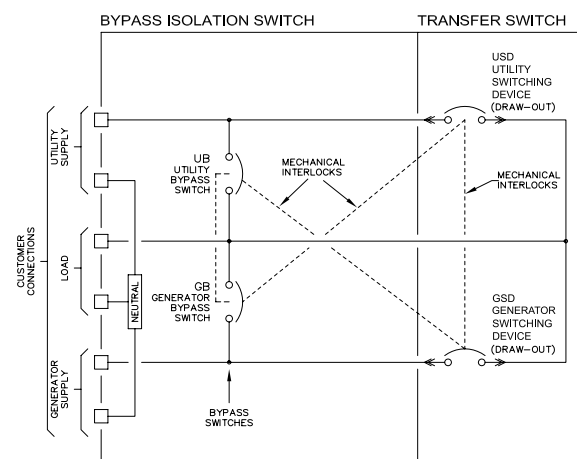 BYPASS ISOLATION SWITCH
TRANSFER SWITCH
USD
UTILITY
SWITCHING
DEVICE
(DRAW-OUT)
CUSTOMER
CONNECTIONS
UTILITY
SUPPLY
UB
UTILITY
BYPASS
SWITCH
MECHANICAL
INTERLOCKS
MECHANICAL
INTERLOCKS
LOAD
NEUTRAL
GB
GENERATOR
BYPASS
SWITCH
GSD
GENERATOR
SWITCHING
DEVICE
(DRAW-OUT)
GENERATOR
SUPPLY
BYPASS
SWITCHES